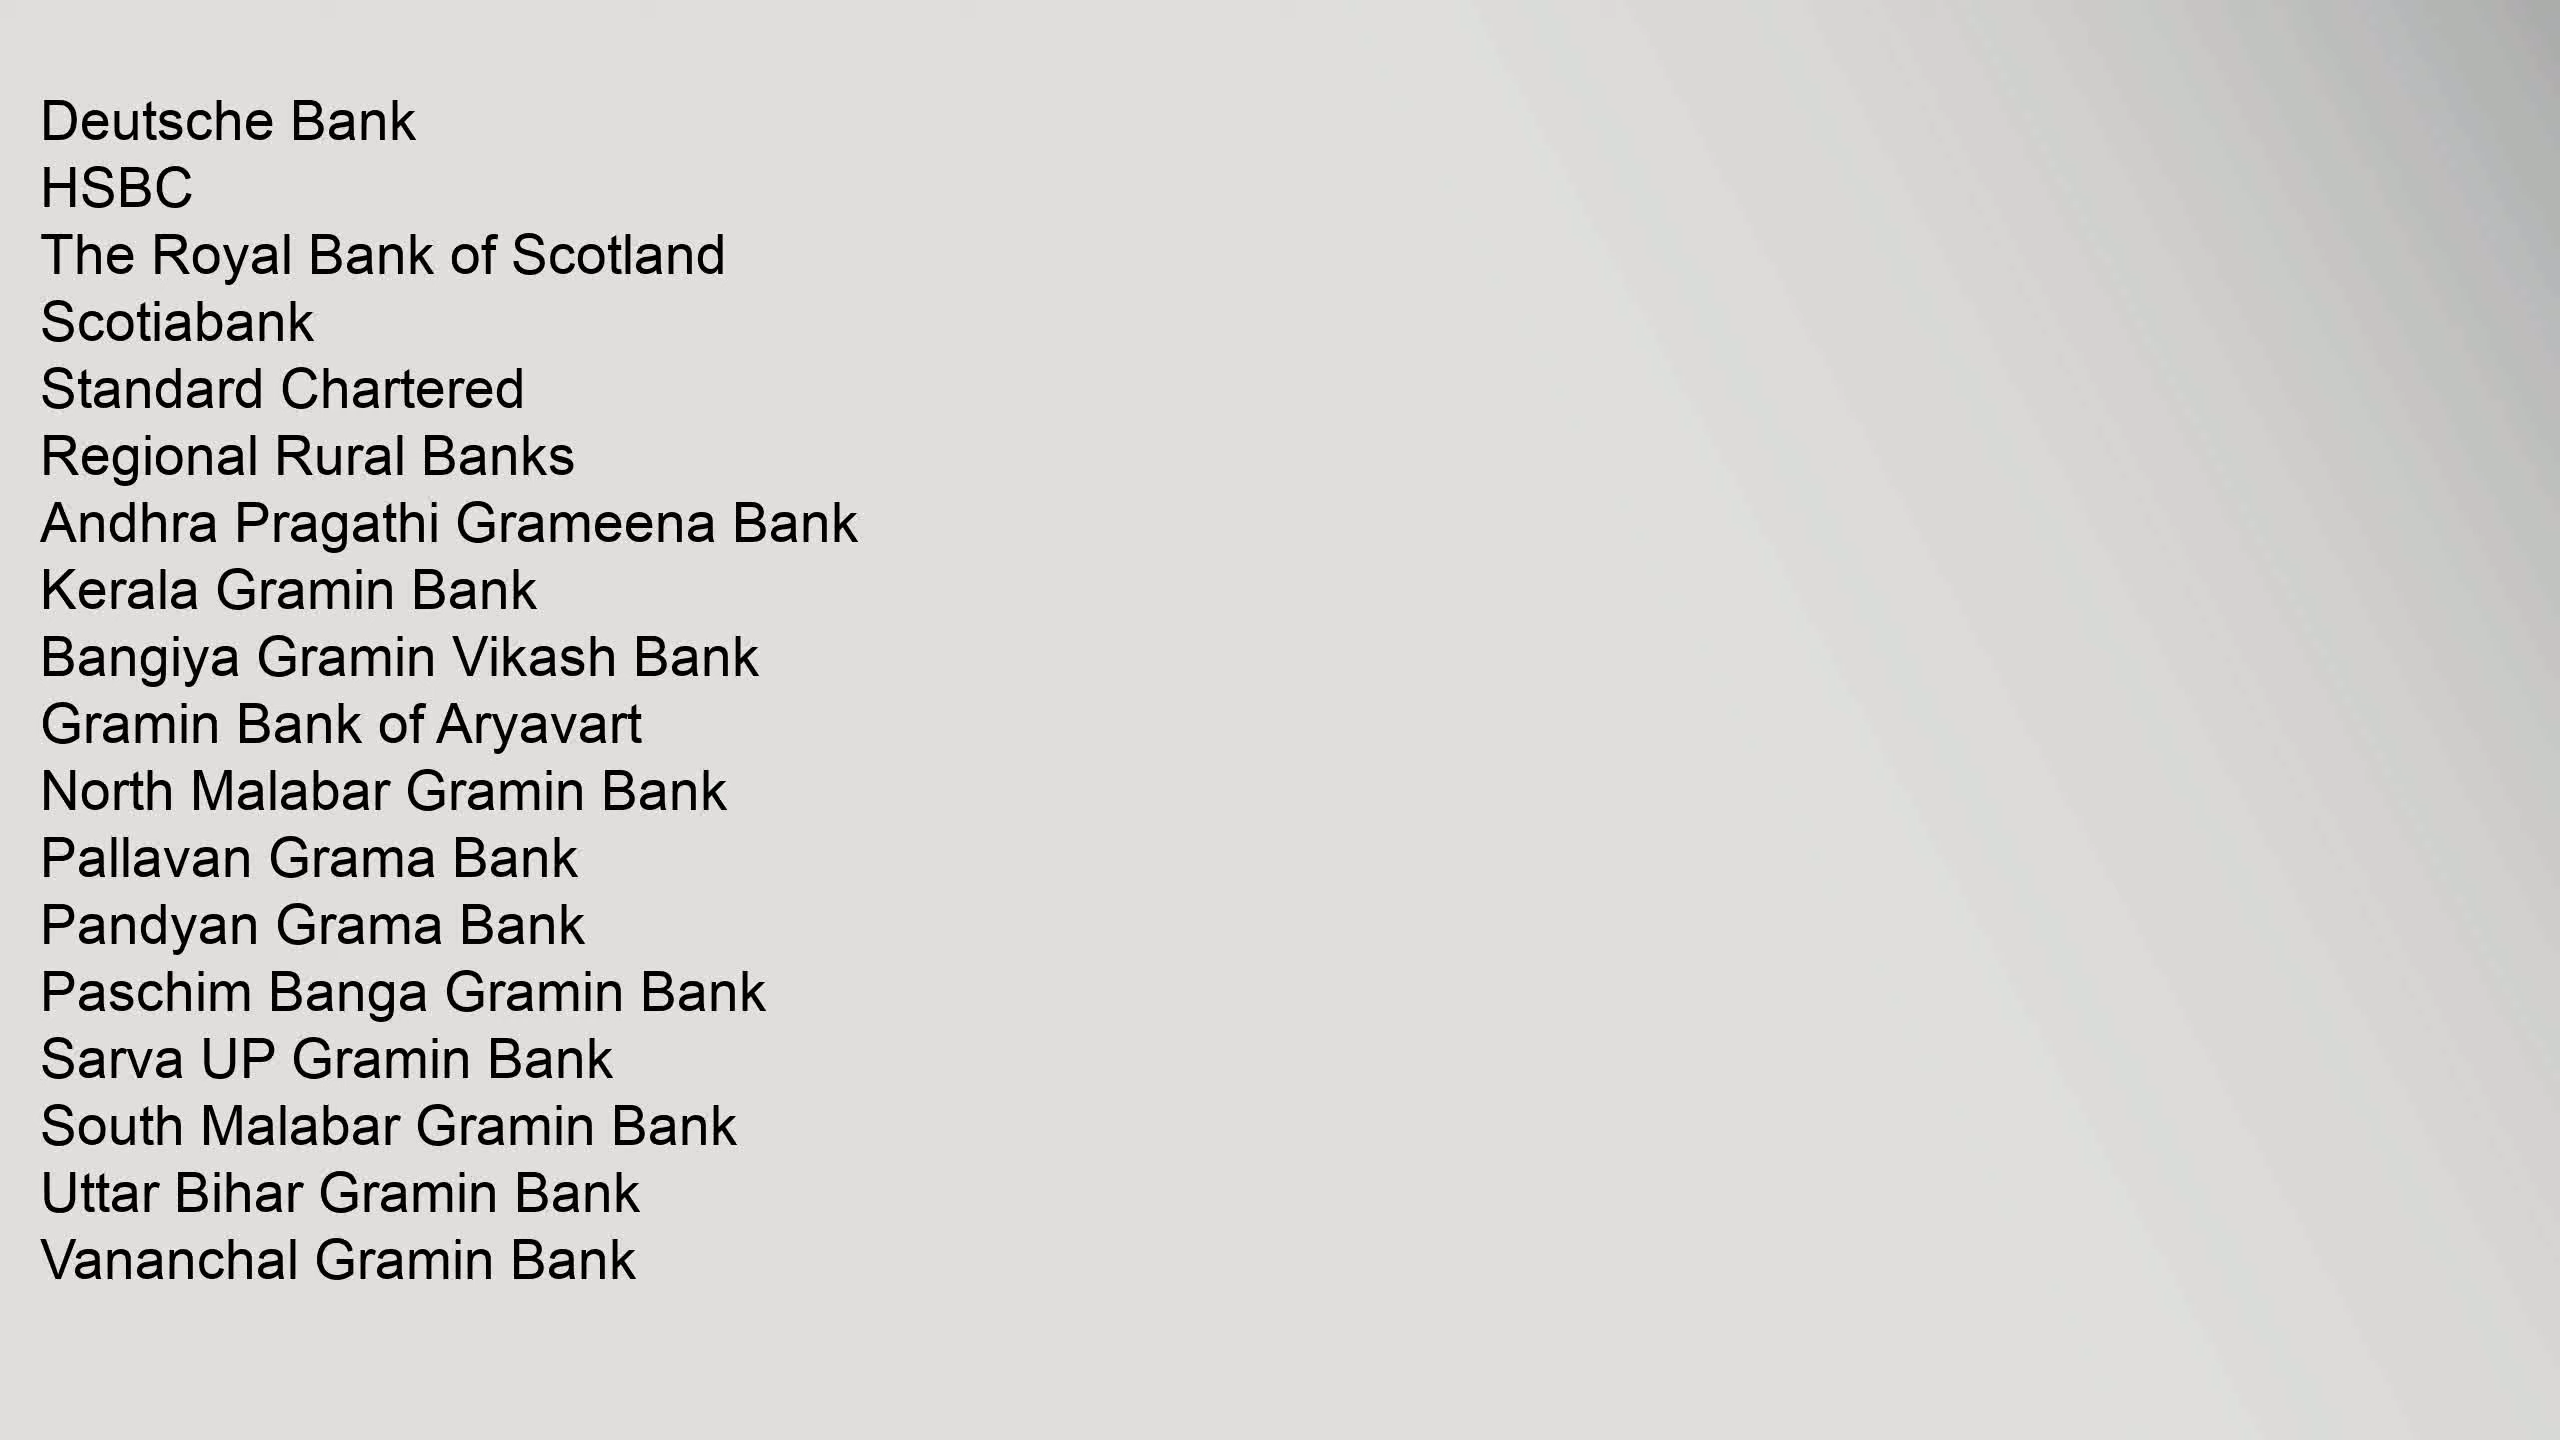 Deutsche Bank
HSBC
The Royal Bank of Scotland
Scotiabank
Standard Chartered
Regional Rural Banks
Andhra Pragathi Grameena Bank
Kerala Gramin Bank
Bangiya Gramin Vikash Bank
Gramin Bank of Aryavart
North Malabar Gramin Bank
Pallavan Grama Bank
Pandyan Grama Bank
Paschim Banga Gramin Bank
Sarva UP Gramin Bank
South Malabar Gramin Bank
Uttar Bihar Gramin Bank
Vananchal Gramin Bank